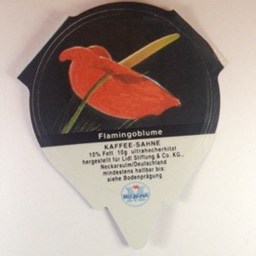 Flamingoblume
KAFFEE-SAHNE
10% Fett 10g ultrahocherhitzt
hergestellt für Lidl Stiftung & Co. KG.,
Neckarsulm/Deutschland
mindestens haltbar bis:
siehe Bodenprägung